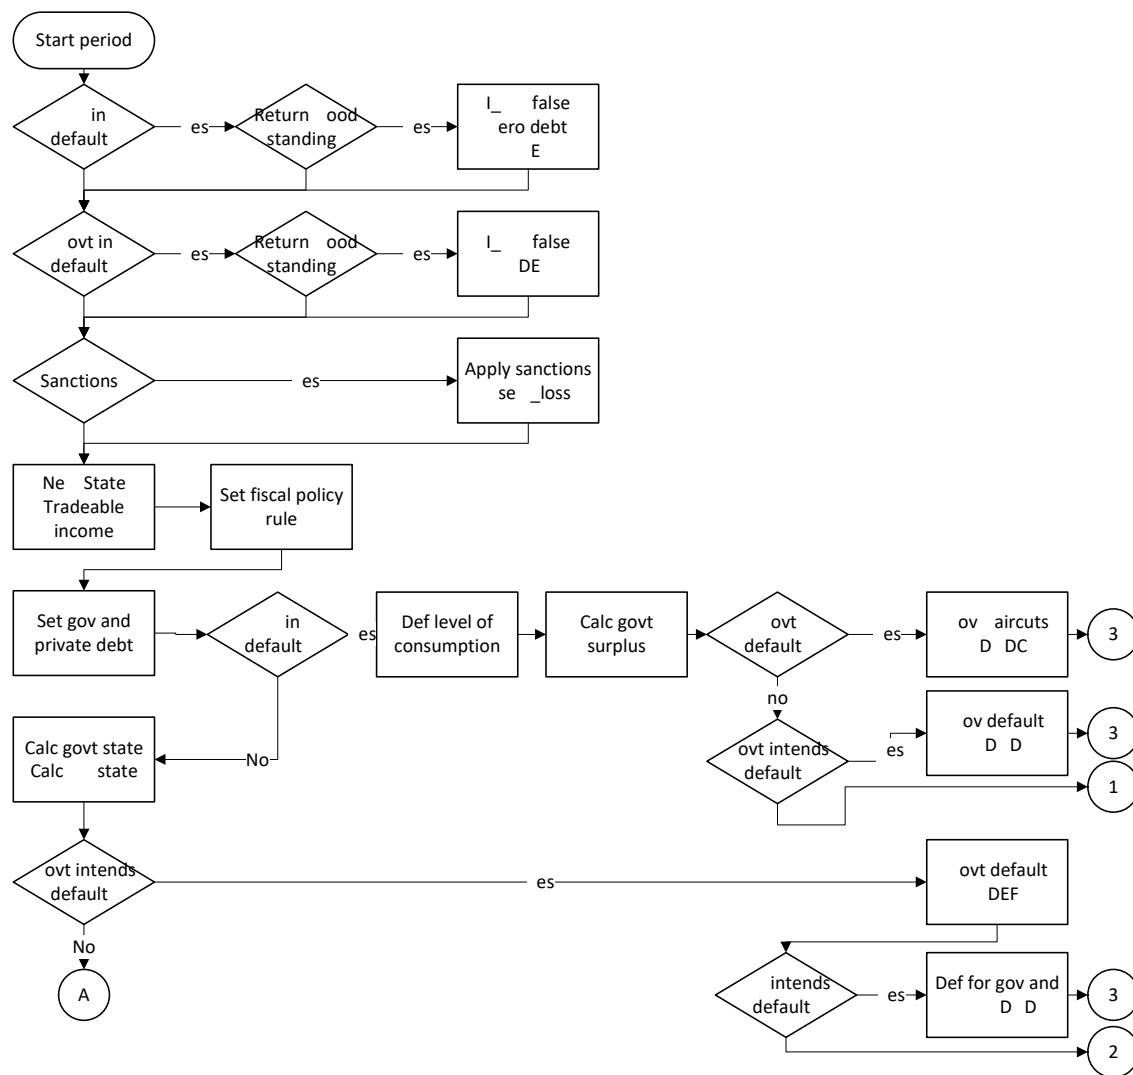 Start period
in
default
es
Return ood
standing
es
I_ false
ero debt
E
ovt in
default
es
Return ood
standing
es
I_ false
DE
Sanctions
es
Apply sanctions
se _loss
Ne State
Tradeable
income
Set fiscal policy
rule
Set gov and
private debt
in
default
es
Def level of
consumption
Calc govt
surplus
ovt
default
es
ov aircuts
D DC
3
no
Calc govt state
Calc state
No
ovt intends
default
es
ov default
D D
3
1
ovt intends
default
es
ovt default
DEF
No
A
intends
default
es
Def for gov and
D D
3
2